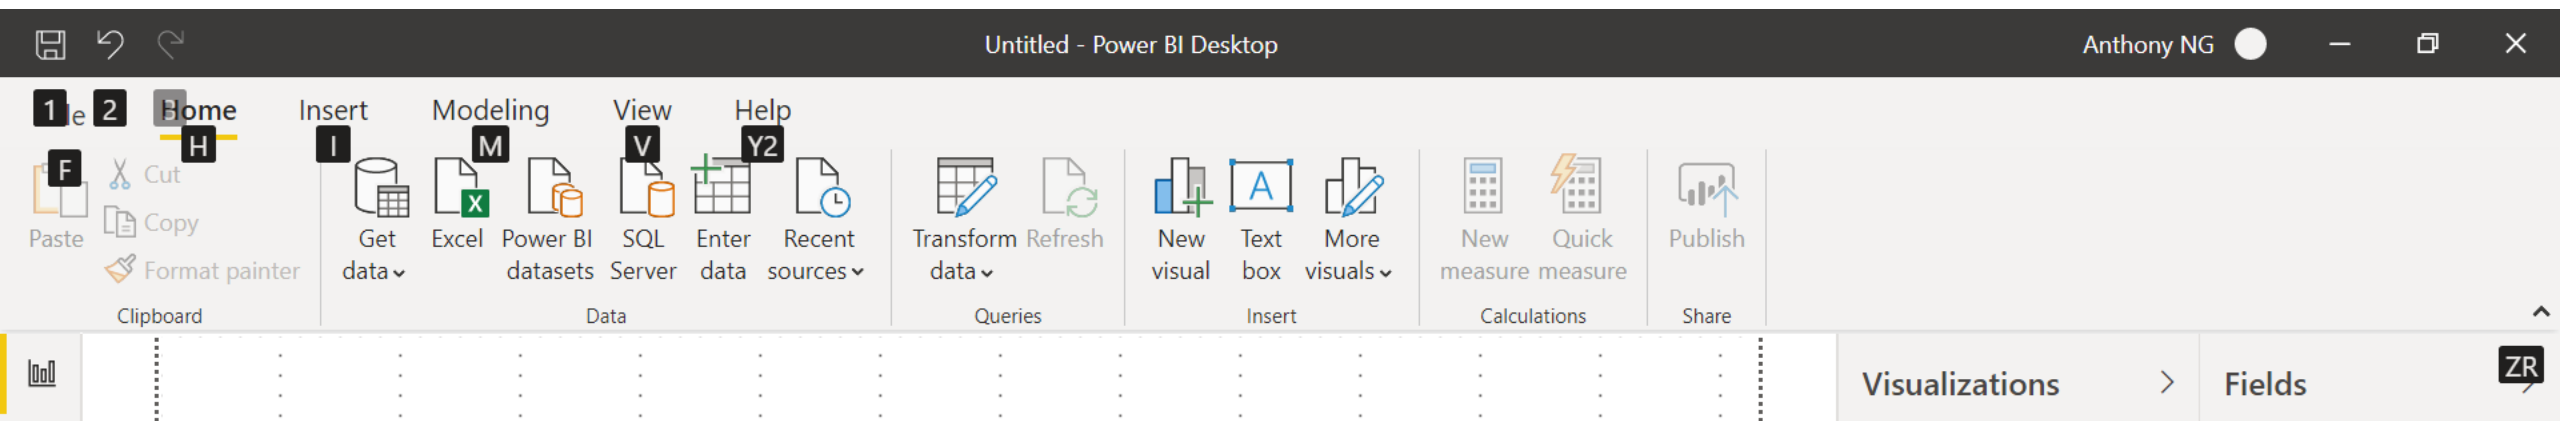 Untitled - Power BI Desktop
Anthony NG
1 le 2 3 Home Insert Modeling View Help
F H I M V Y2
Paste
Cut
Copy
Format painter
Clipboard
Get data
Excel
Power BI datasets
SQL Server
Enter data
Recent sources
Data
Transform data
Refresh
Queries
New visual
A
Text box
More visuals
Insert
New measure
Quick measure
Calculations
Publish
Share
Visualizations
Fields
ZR